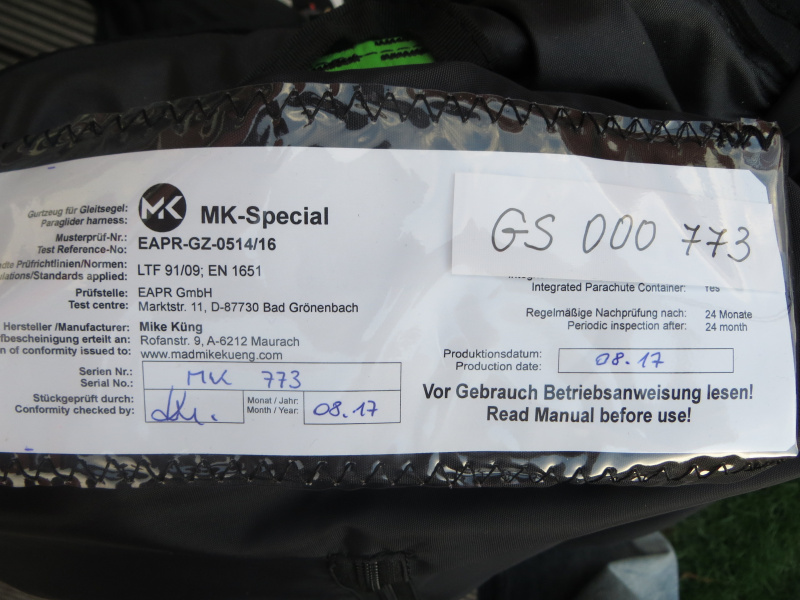 Gurtzeug für Gleitsegel:
Paraglider harness:
MK
MK-Special
Musterprüf-Nr.:
Test Reference-No:
EAPR-GZ-0514/16
Prüfrichtlinien/Normen:
/Standards applied:
LTF 91/09; EN 1651
Prüfstelle:
Test centre:
EAPR GmbH
Marktstr. 11, D-87730 Bad Grönenbach
Hersteller /Manufacturer:
Mike Küng
erteilt an:
of conformity issued to:
Rofanstr. 9, A-6212 Maurach
www.madmikekueng.com
Serien Nr.:
Serial No.:
MK 773
Stückgeprüft durch:
Conformity checked by:
Monat / Jahr:
Month / Year:
08.17
GS 000 773
Integrated Parachute Container:
Regelmäßige Nachprüfung nach: 24 Monate
Periodic inspection after: 24 month
Produktionsdatum:
Production date:
08.17
Vor Gebrauch Betriebsanweisung lesen!
Read Manual before use!